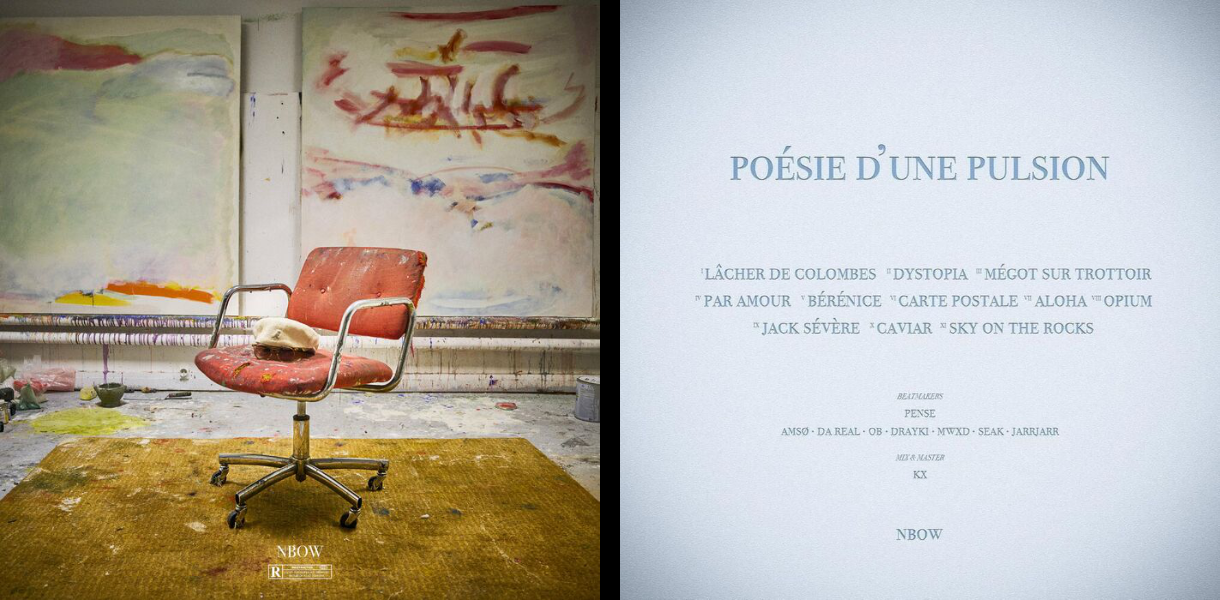 NBOW
R
POÉSIE D'UNE PULSION
I LÂCHER DE COLOMBES II DYSTOPIA III MÉGOT SUR TROTTOIR
IV PAR AMOUR V BÉRÉNICE VI CARTE POSTALE VII ALOHA VIII OPIUM
IX JACK SÉVÈRE X CAVIAR XI SKY ON THE ROCKS
BEATMAKERS
PENSE
AMSØ · DA REAL · OB · DRAYKI · MWXD · SEAK · JARRJARR
MIX & MASTER
KX
NBOW